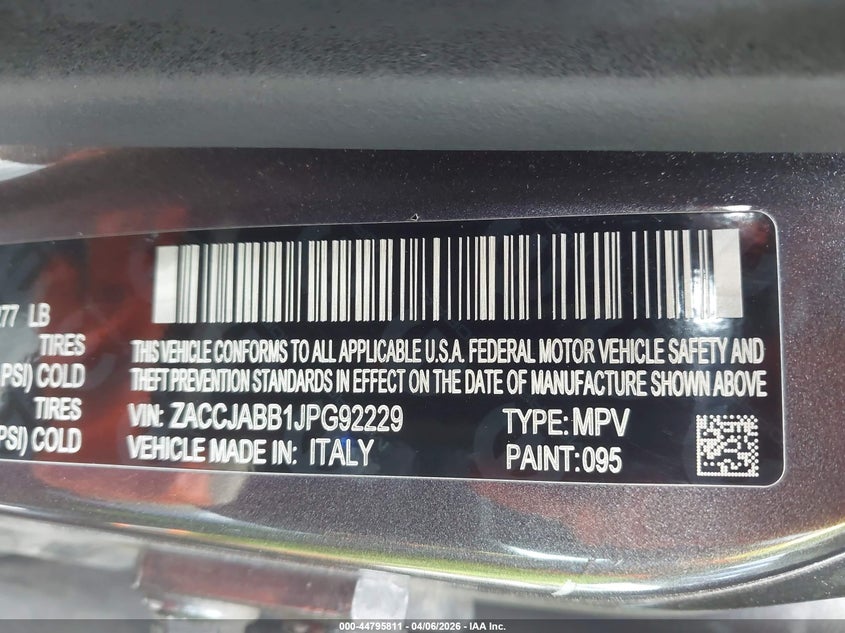 077 LB
TIRES
PSI) COLD
TIRES
PSI) COLD
THIS VEHICLE CONFORMS TO ALL APPLICABLE U.S.A. FEDERAL MOTOR VEHICLE SAFETY AND
THEFT PREVENTION STANDARDS IN EFFECT ON THE DATE OF MANUFACTURE SHOWN ABOVE
VIN: ZACCJABB1JPG92229 TYPE: MPV
VEHICLE MADE IN: ITALY PAINT:095
000-44795811 - 04/06/2026 - IAA Inc.